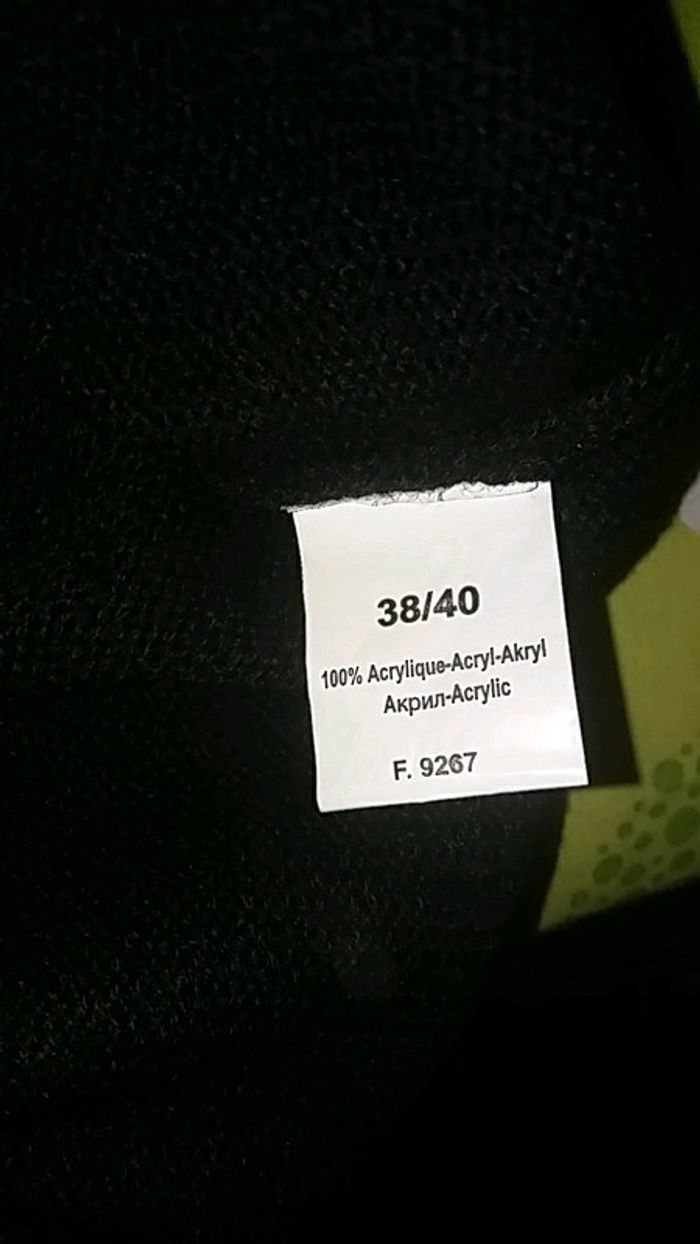 38/40
100% Acrylique-Acryl-Akryl
Акрил-Acrylic
F. 9267